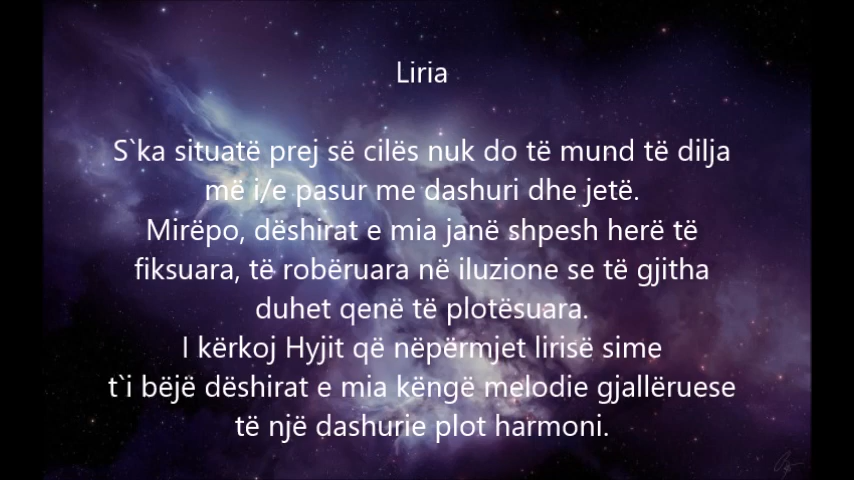 Liria
S`ka situatë prej së cilës nuk do të mund të dilja
më i/e pasur me dashuri dhe jetë.
Mirëpo, dëshirat e mia janë shpesh herë të
fiksuara, të robëruara në iluzione se të gjitha
duhet qenë të plotësuara.
I kërkoj Hyjit që nëpërmjet lirisë sime
t`i bëjë dëshirat e mia këngë melodie gjallëruese
të një dashurie plot harmoni.